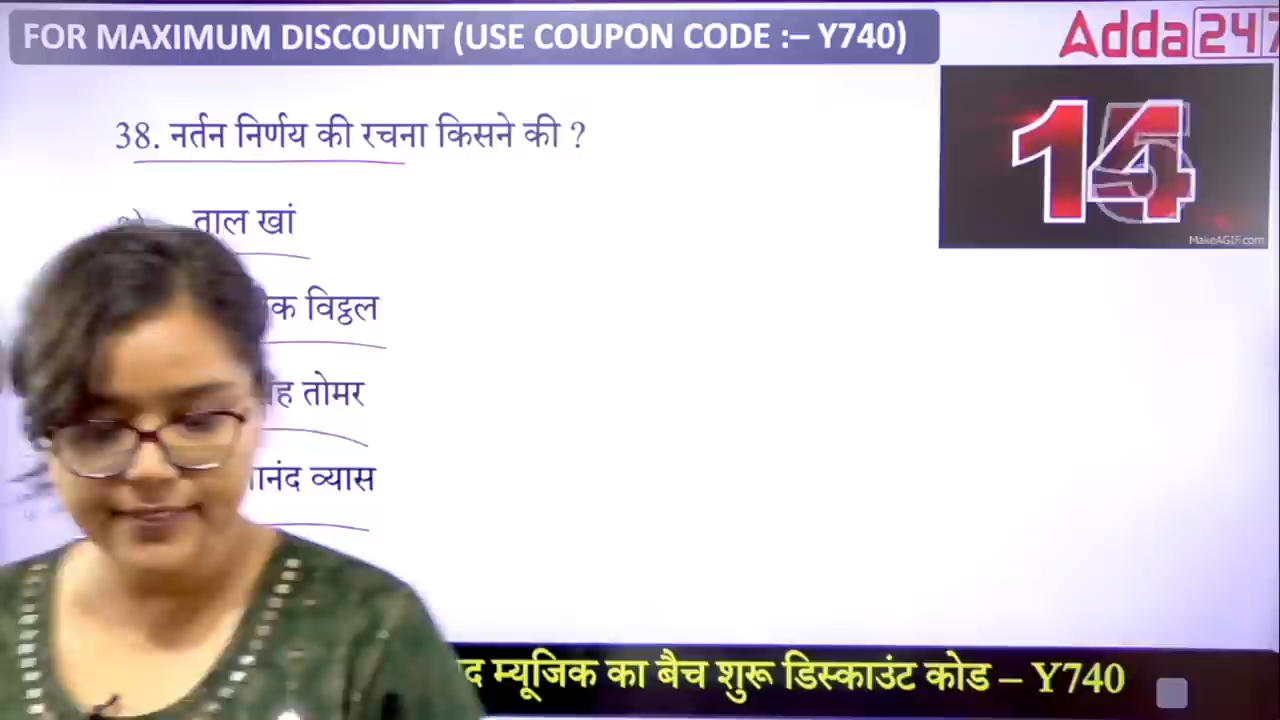 FOR MAXIMUM DISCOUNT (USE COUPON CODE :– Y740)
Adda247
14
MakeAGIF.com
38. नर्तन निर्णय की रचना किसने की ?
ताल खां
विट्ठल
तोमर
व्यास
म्यूजिक का बैच शुरू डिस्काउंट कोड – Y740